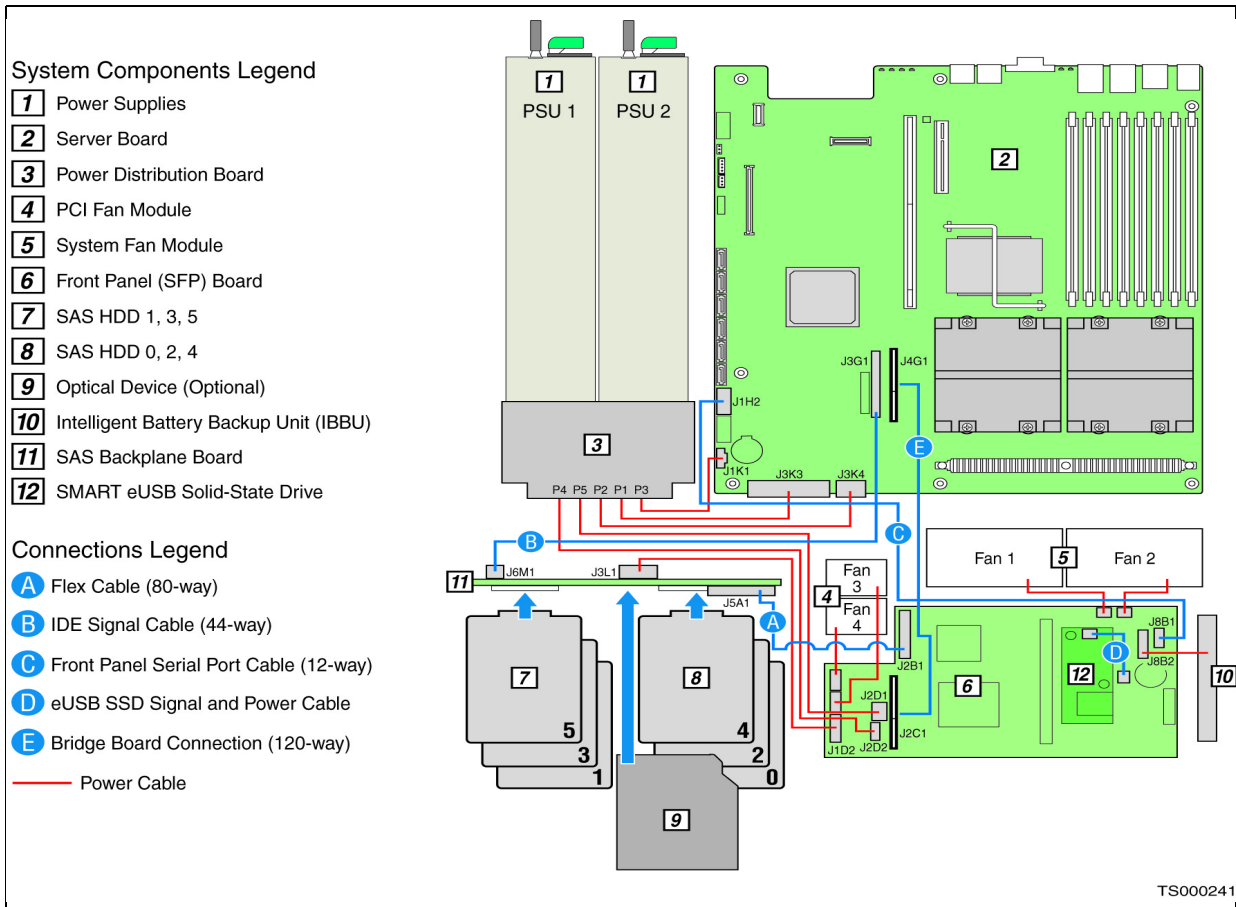 System Components Legend
1 Power Supplies
2 Server Board
3 Power Distribution Board
4 PCI Fan Module
5 System Fan Module
6 Front Panel (SFP) Board
7 SAS HDD 1, 3, 5
8 SAS HDD 0, 2, 4
9 Optical Device (Optional)
10 Intelligent Battery Backup Unit (IBBU)
11 SAS Backplane Board
12 SMART eUSB Solid-State Drive
Connections Legend
A Flex Cable (80-way)
B IDE Signal Cable (44-way)
C Front Panel Serial Port Cable (12-way)
D eUSB SSD Signal and Power Cable
E Bridge Board Connection (120-way)
Power Cable
1 1
PSU 1 PSU 2
2
J3G1 J4G1
J1H2
3
E
J1K1
J3K3 J3K4
P4 P5 P2 P1 P3
B
C
J6M1 J3L1
11
J5A1
A
Fan 1 5 Fan 2
Fan 3
4
Fan 4
J2B1
J8B1
D
J8B2
12
10
6
J2D1
J1D2 J2D2 J2C1
7
5
3
1
8
4
2
0
9
TS000241